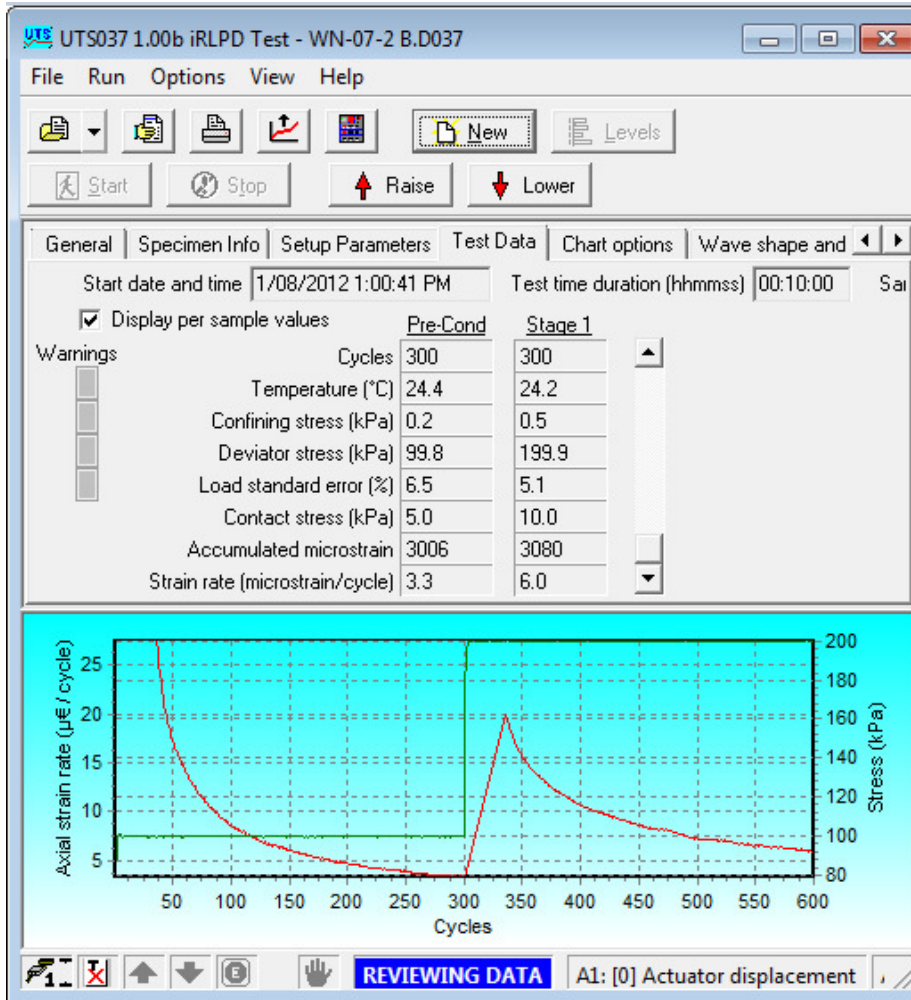 UTS UTS037 1.00b iRLPD Test - WN-07-2 B.D037
File Run Options View Help
New Levels
Start Stop Raise Lower
General Specimen Info Setup Parameters Test Data Chart options Wave shape and
Start date and time 1/08/2012 1:00:41 PM Test time duration (hhmmss) 00:10:00 Sai
Display per sample values Pre-Cond Stage 1
Warnings
Cycles 300 300
Temperature (°C) 24.4 24.2
Confining stress (kPa) 0.2 0.5
Deviator stress (kPa) 99.8 199.9
Load standard error (%) 6.5 5.1
Contact stress (kPa) 5.0 10.0
Accumulated microstrain 3006 3080
Strain rate (microstrain/cycle) 3.3 6.0
Axial strain rate (µ€ / cycle)
25
20
15
10
5
200
180
160
140
120
100
80
Stress (kPa)
50 100 150 200 250 300 350 400 450 500 550 600
Cycles
1 E REVIEWING DATA A1: [0] Actuator displacement